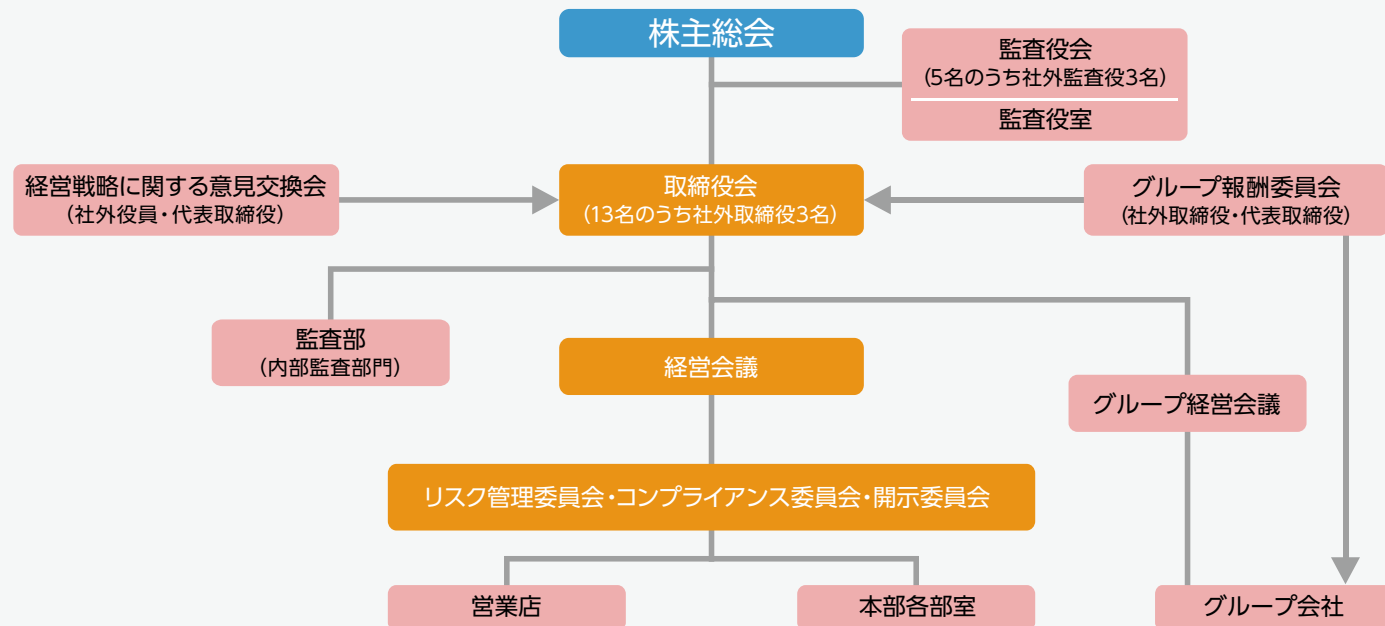 株主総会
監査役会
（5名のうち社外監査役3名）
監査役室
経営戦略に関する意見交換会
（社外役員・代表取締役）
取締役会
（13名のうち社外取締役3名）
グループ報酬委員会
（社外取締役・代表取締役）
監査部
（内部監査部門）
経営会議
グループ経営会議
リスク管理委員会・コンプライアンス委員会・開示委員会
営業店
本部各部室
グループ会社